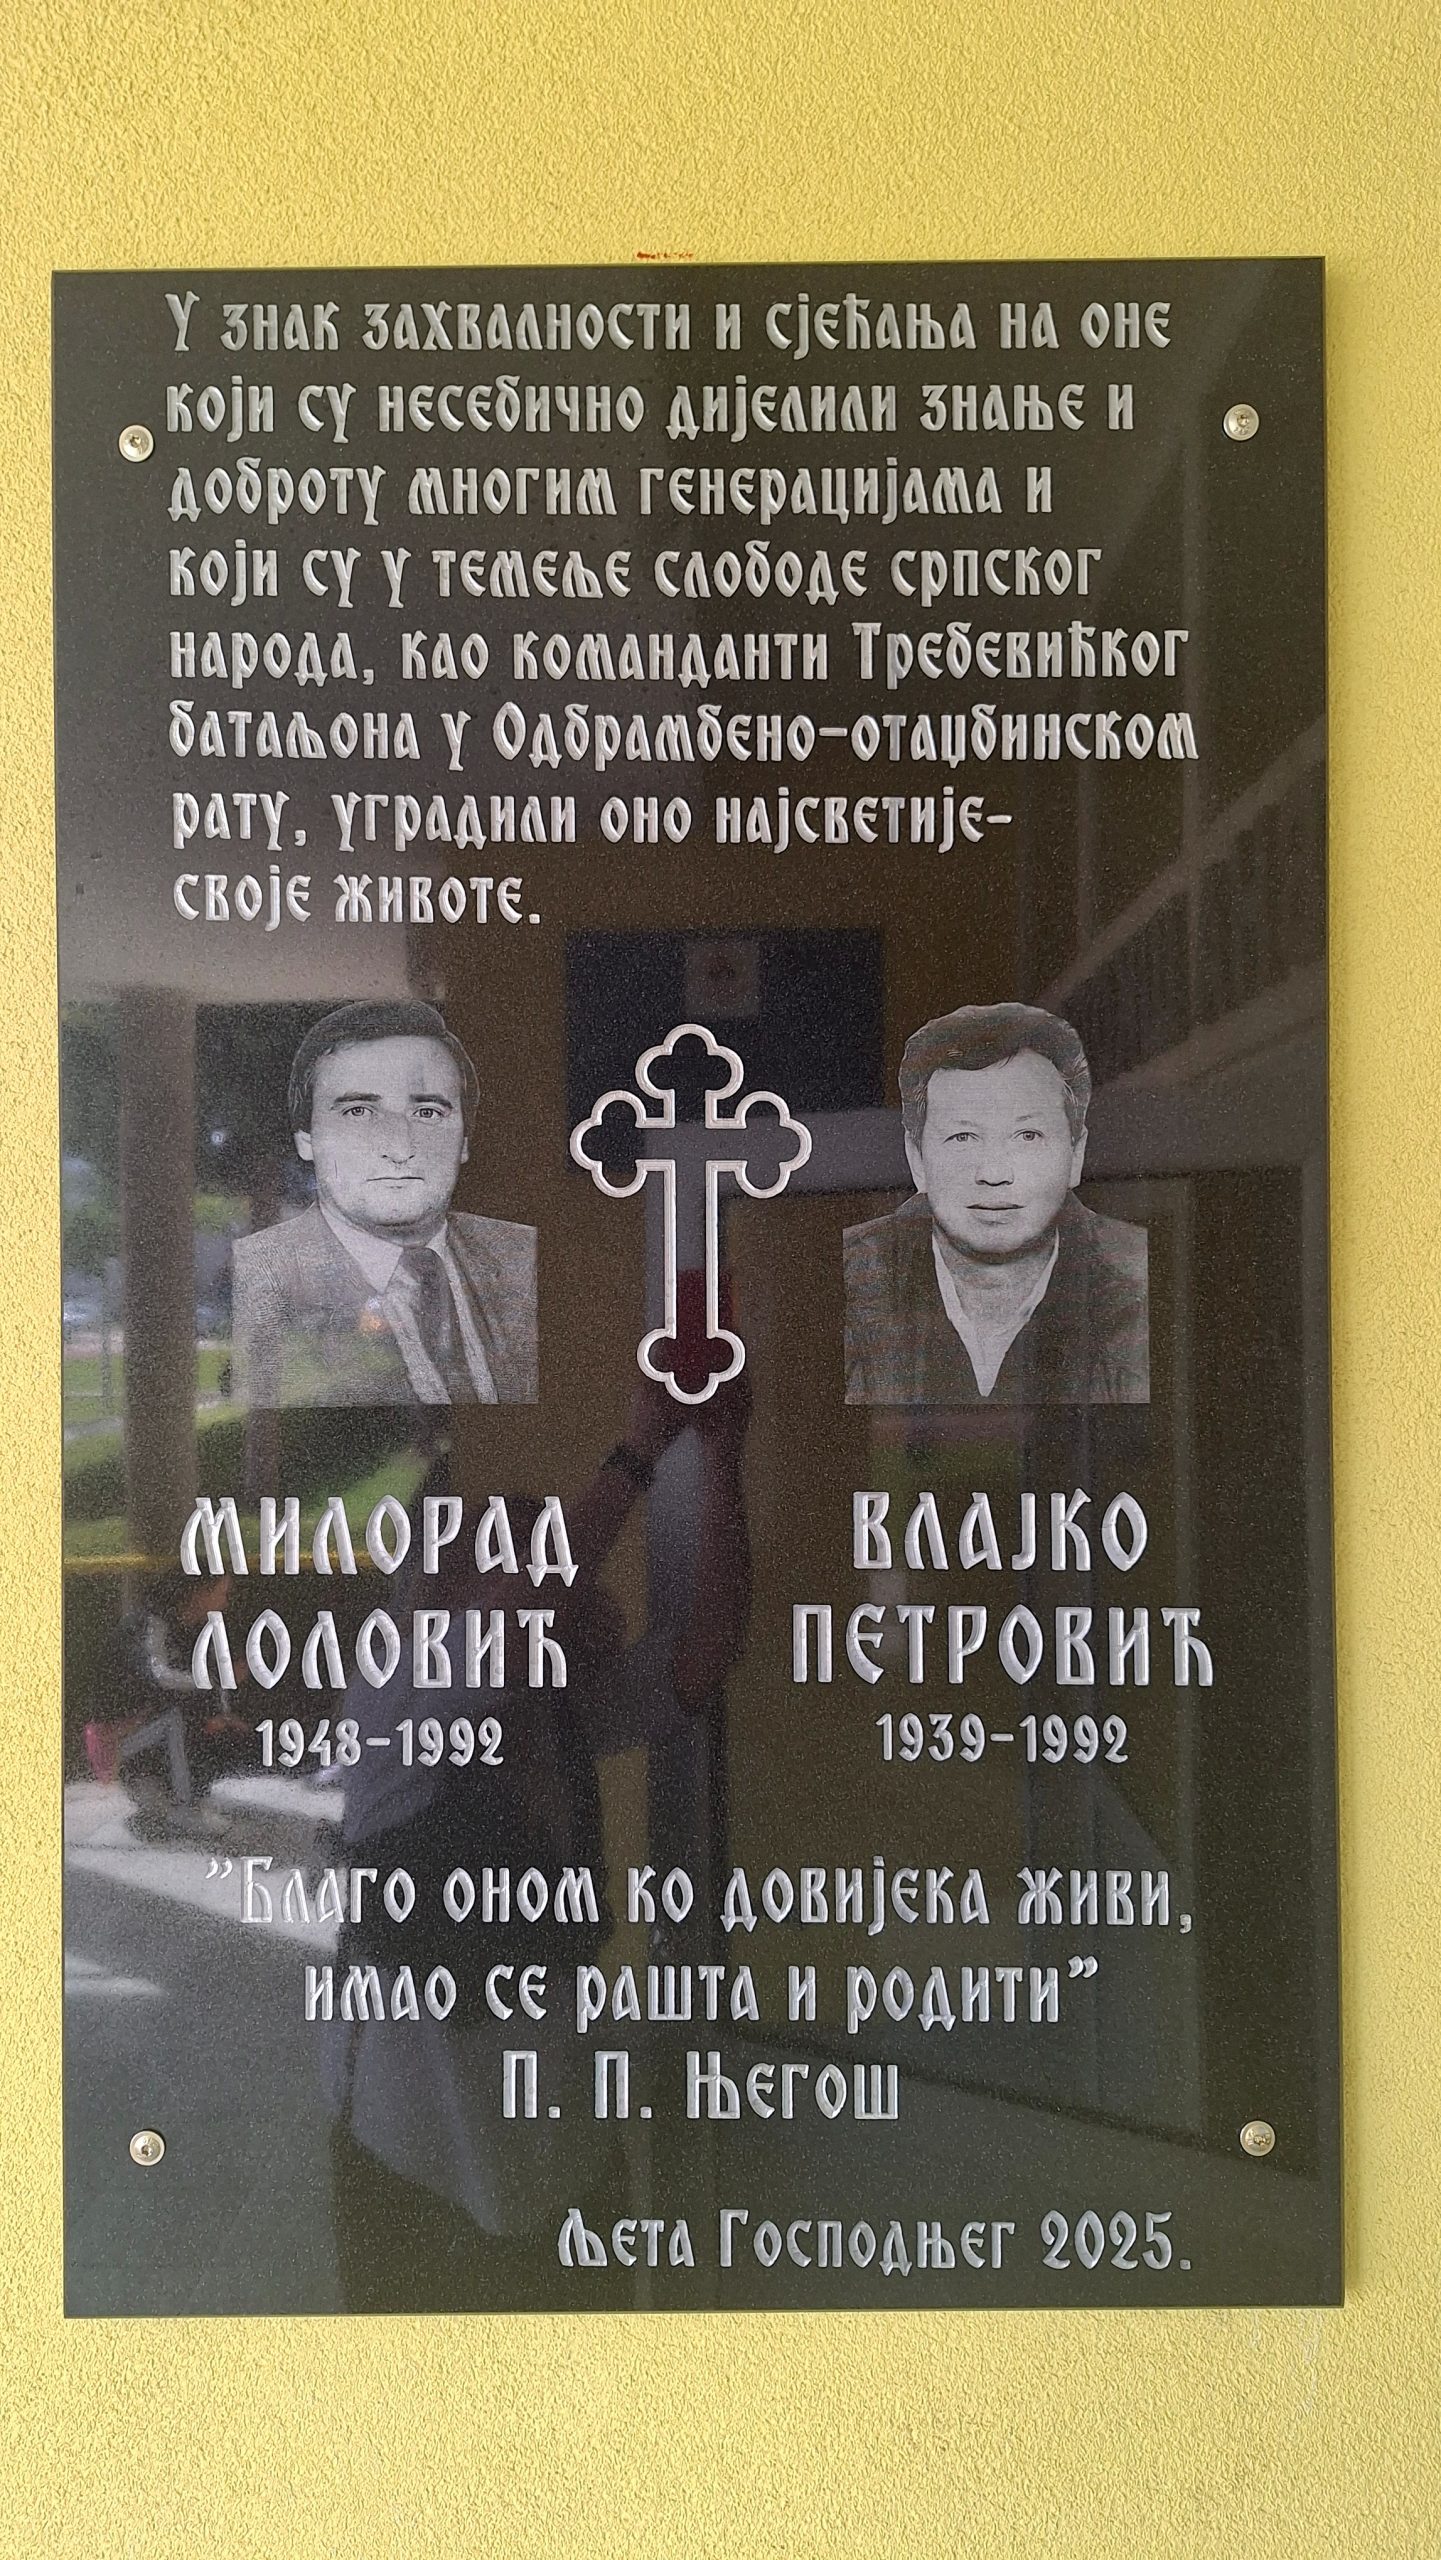 У знак захвалности и сјећања на оне
који су несебично дијелили знање и
доброту многим генерацијама и
који су у темеље слободе српског
народа, као команданти Требевићког
батаљона у Одбрамбено-отаџбинском
рату, уградили оно најсветије-
своје животе.
МИЛОРАД
ЛОЛОВИЋ
1948-1992
ВЛАЈКО
ПЕТРОВИЋ
1939-1992
”Благо оном ко довијека живи,
имао се рашта и родити”
П. П. Његош
Љета Господњег 2025.